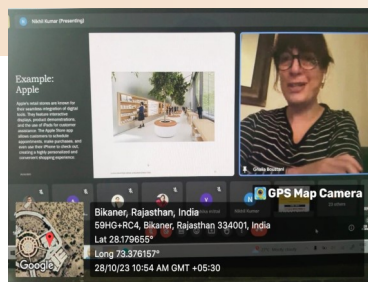 Nikhil Kumar (Presenting)
Example:
Apple
Apple's retail stores are known for
their seamless integration of digital
tools. They feature interactive
displays, product demonstrations,
and the use of iPads for customer
assistance. The Apple Store app
allows customers to schedule
appointments, make purchases, and
even use their iPhone to check out,
creating a highly personalized and
convenient shopping experience.
Nikhil Kumar
GPS Map Camera
Bikaner, Rajasthan, India
59HG+RC4, Bikaner, Rajasthan 334001, India
Lat 28.179655°
Long 73.376157°
28/10/23 10:54 AM GMT +05:30
Google